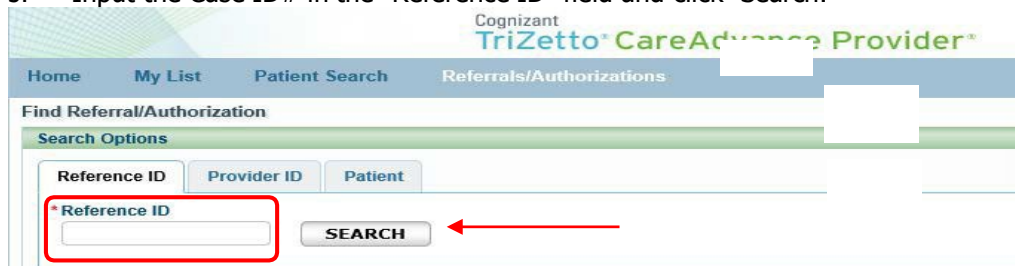 Input the Case ID# in the "Reference ID" field and click "Search."
Cognizant
TriZetto® CareAdvance Provider®
Home My List Patient Search Referrals/Authorizations
Find Referral/Authorization
Search Options
Reference ID Provider ID Patient
*Reference ID
SEARCH